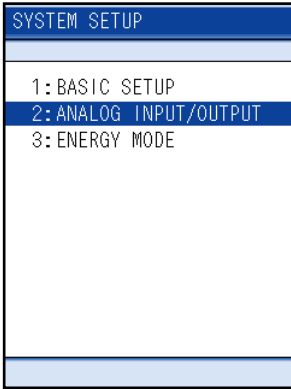 SYSTEM SETUP
1:BASIC SETUP
2:ANALOG INPUT/OUTPUT
3:ENERGY MODE